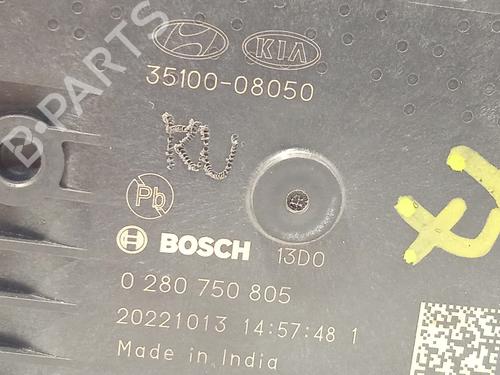 B-PARTS
KIA
35100-08050
KU
Pb
BOSCH 13D0
0 280 750 805
20221013 14:57:48 1
Made in India